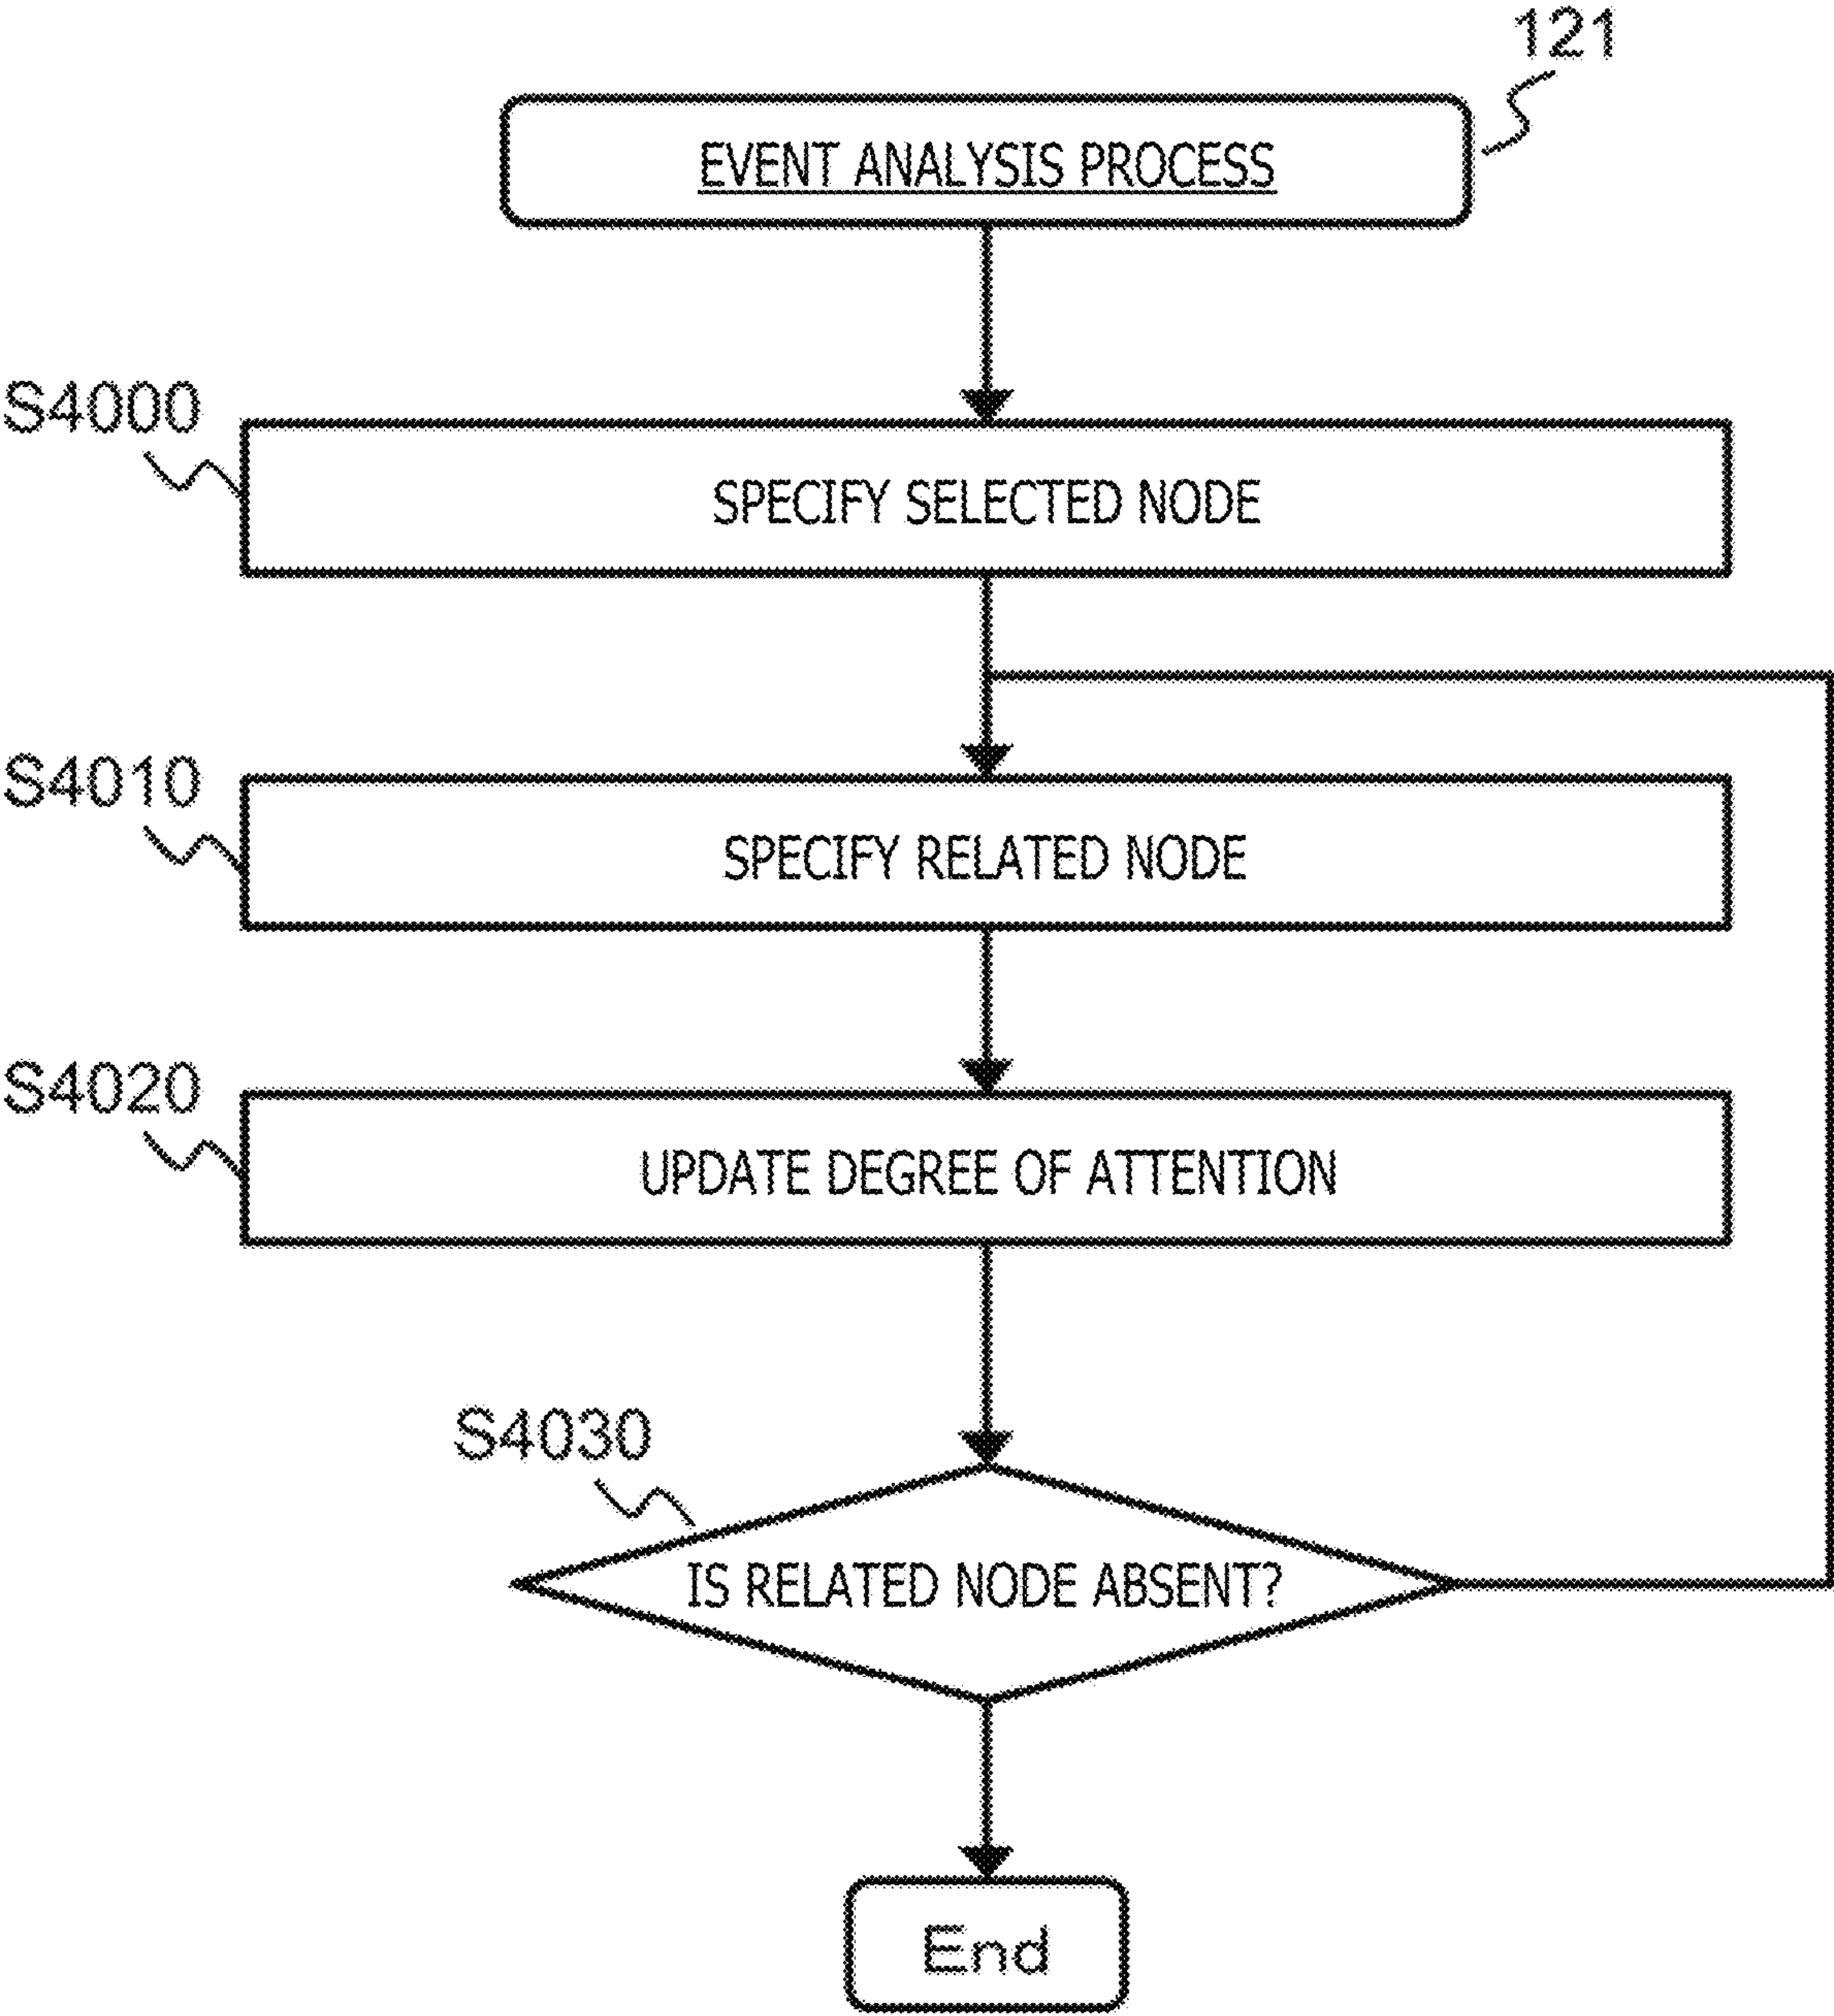 121
EVENT ANALYSIS PROCESS
S4000
SPECIFY SELECTED NODE
S4010
SPECIFY RELATED NODE
S4020
UPDATE DEGREE OF ATTENTION
S4030
IS RELATED NODE ABSENT?
End